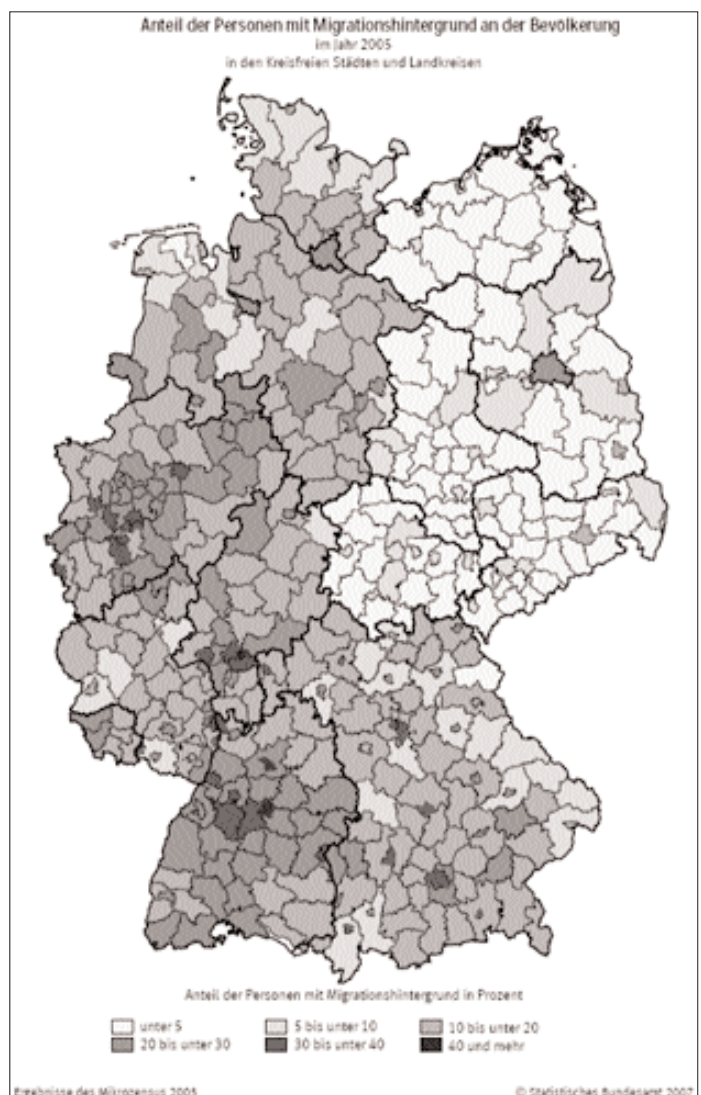 Anteil der Personen mit Migrationshintergrund an der Bevölkerung
im Jahr 2005
in den Kreisfreien Städten und Landkreisen
Anteil der Personen mit Migrationshintergrund in Prozent
unter 5 5 bis unter 10 10 bis unter 20
20 bis unter 30 30 bis unter 40 40 und mehr
Ergebnisse des Mikrozensus 2005 © Statistisches Bundesamt 2007